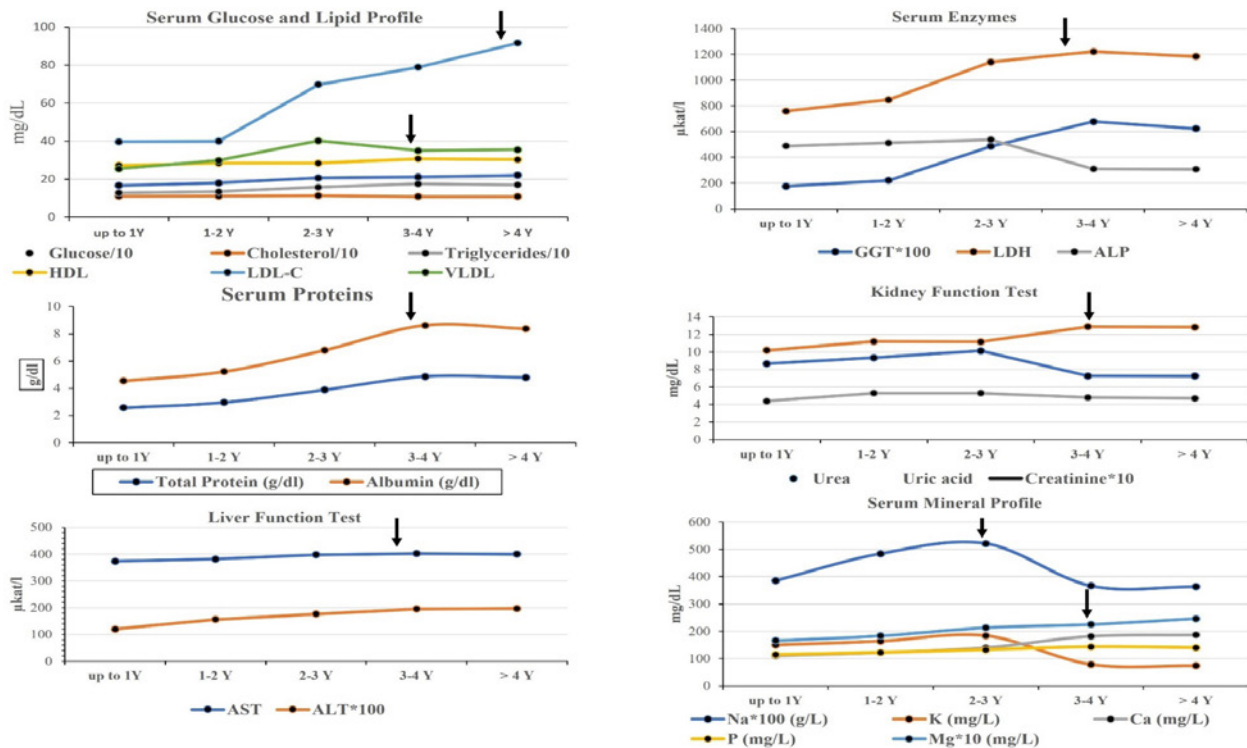 Serum Glucose and Lipid Profile
100
80
60
40
20
0
mg/dL
up to 1Y 1-2 Y 2-3 Y 3-4 Y > 4 Y
Glucose/10 Cholesterol/10 Triglycerides/10
HDL LDL-C VLDL
Serum Enzymes
1400
1200
1000
800
600
400
200
0
µkat/l
up to 1Y 1-2 Y 2-3 Y 3-4 Y > 4 Y
GGT*100 LDH ALP
Serum Proteins
10
8
6
4
2
0
g/dl
up to 1Y 1-2 Y 2-3 Y 3-4 Y > 4 Y
Total Protein (g/dl) Albumin (g/dl)
Kidney Function Test
14
12
10
8
6
4
2
0
mg/dL
up to 1Y 1-2 Y 2-3 Y 3-4 Y > 4 Y
Urea Uric acid Creatinine*10
Liver Function Test
500
400
300
200
100
0
µkat/l
up to 1Y 1-2 Y 2-3 Y 3-4 Y > 4 Y
AST ALT*100
Serum Mineral Profile
600
500
400
300
200
100
0
mg/dL
up to 1Y 1-2 Y 2-3 Y 3-4 Y > 4 Y
Na*100 (g/L) K (mg/L) Ca (mg/L)
P (mg/L) Mg*10 (mg/L)